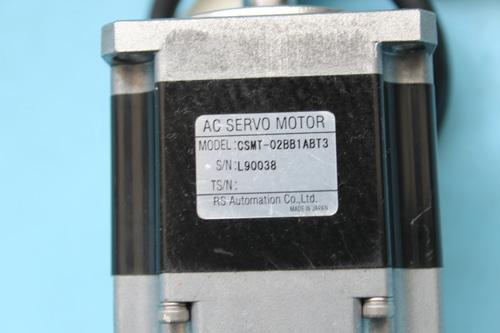 AC SERVO MOTOR
MODEL:CSMT-02BB1ABT3
S/N:L90038
TS/N:
RS Automation Co.,Ltd.
MADE IN JAPAN